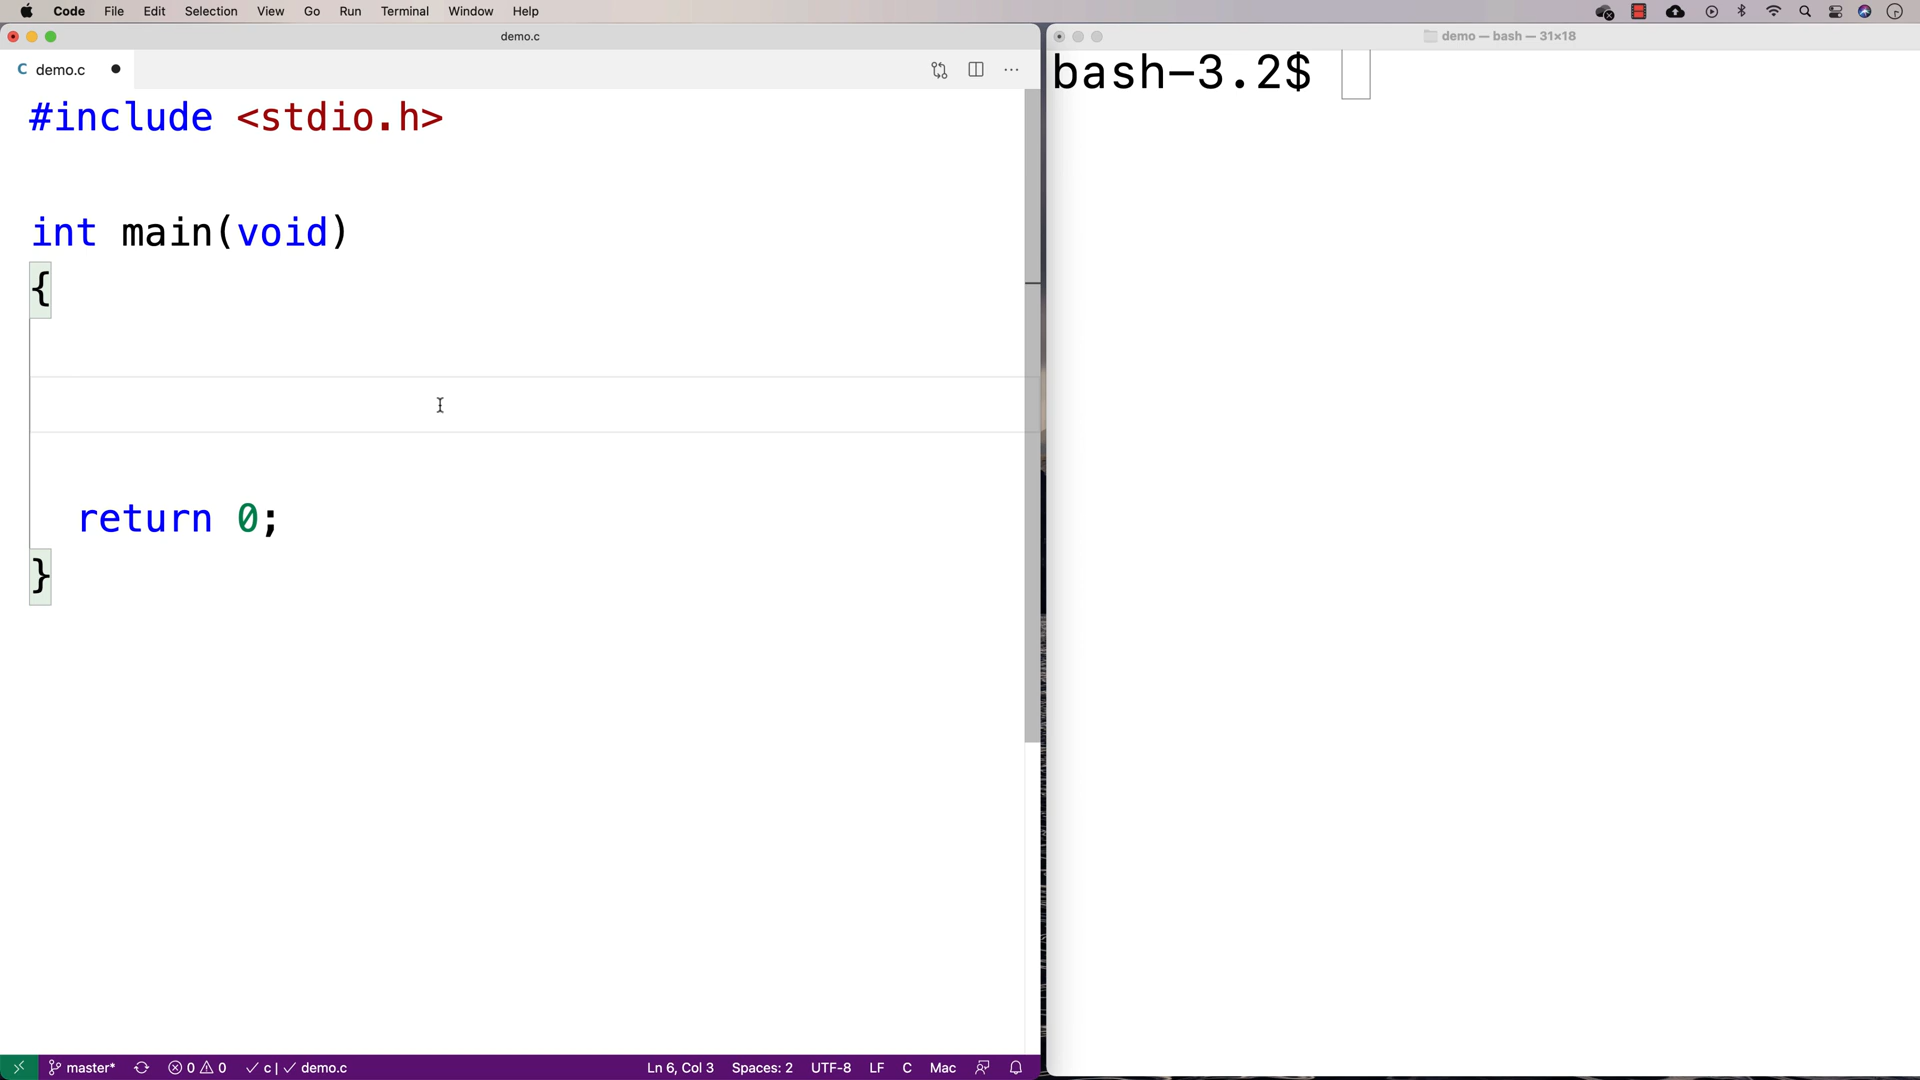 Code File Edit Selection View Go Run Terminal Window Help
demo.c
demo — bash — 31×18
C demo.c
bash-3.2$
#include <stdio.h>
int main(void)
{
return 0;
}
master* 0 0 c | demo.c Ln 6, Col 3 Spaces: 2 UTF-8 LF C Mac